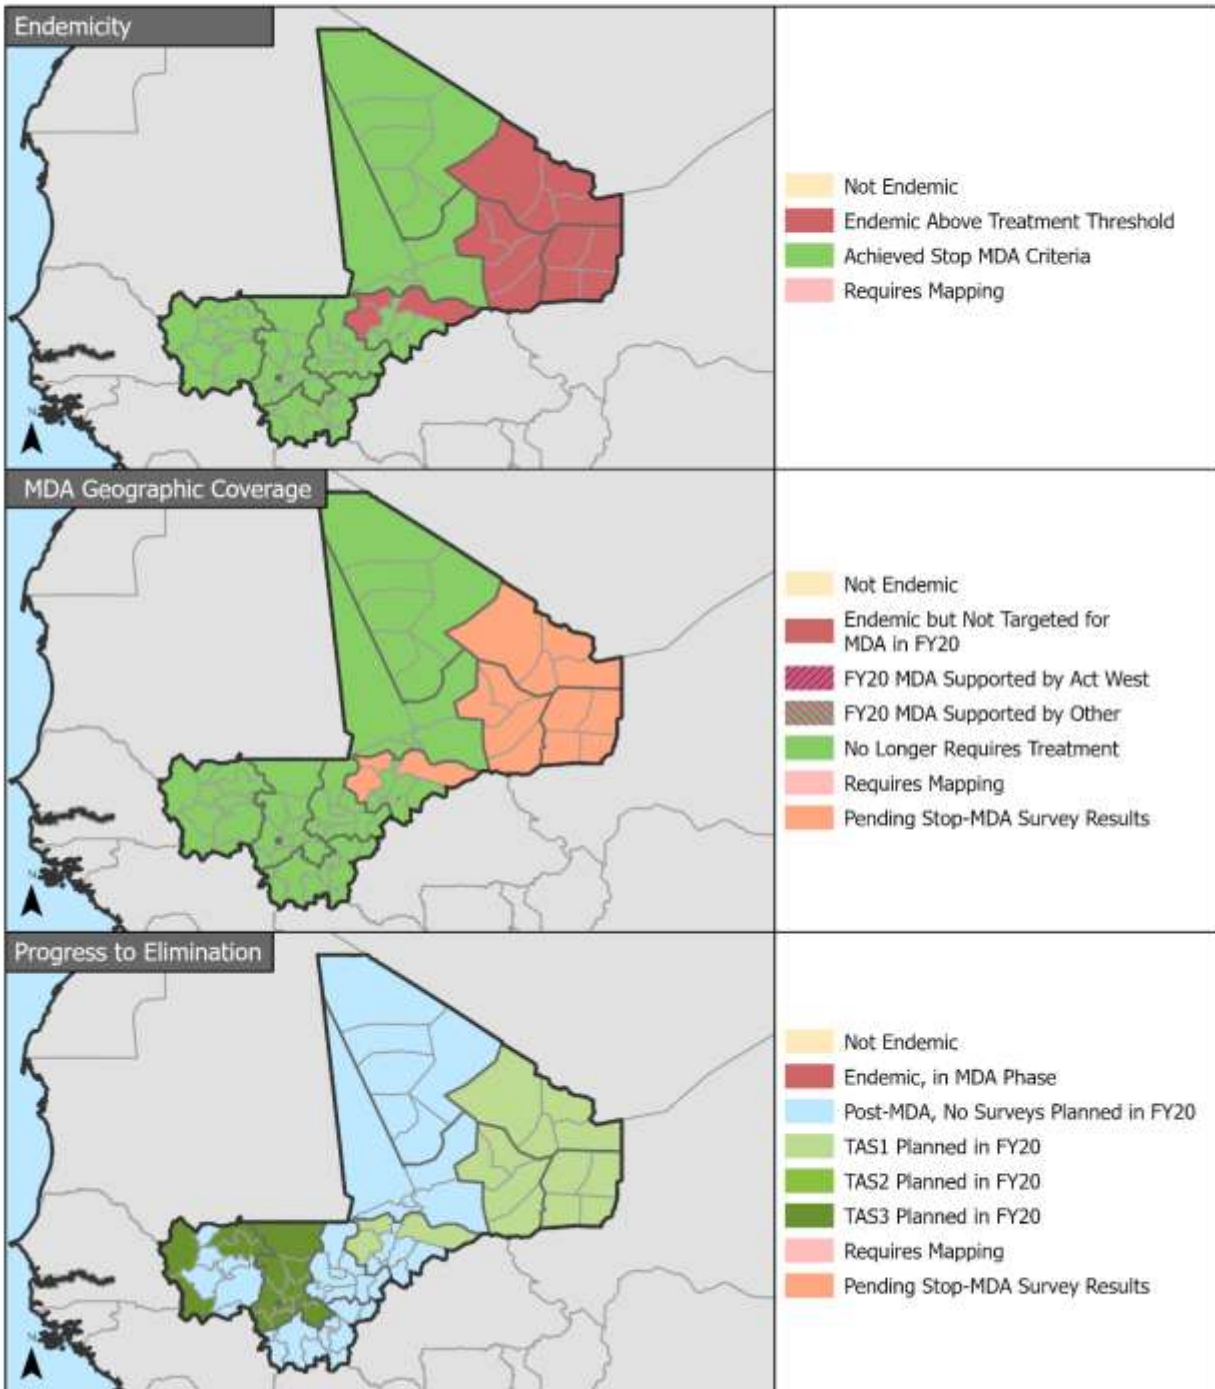 Endemicity
Not Endemic
Endemic Above Treatment Threshold
Achieved Stop MDA Criteria
Requires Mapping
N
MDA Geographic Coverage
Not Endemic
Endemic but Not Targeted for
MDA in FY20
FY20 MDA Supported by Act West
FY20 MDA Supported by Other
No Longer Requires Treatment
Requires Mapping
Pending Stop-MDA Survey Results
N
Progress to Elimination
Not Endemic
Endemic, in MDA Phase
Post-MDA, No Surveys Planned in FY20
TAS1 Planned in FY20
TAS2 Planned in FY20
TAS3 Planned in FY20
Requires Mapping
Pending Stop-MDA Survey Results
N